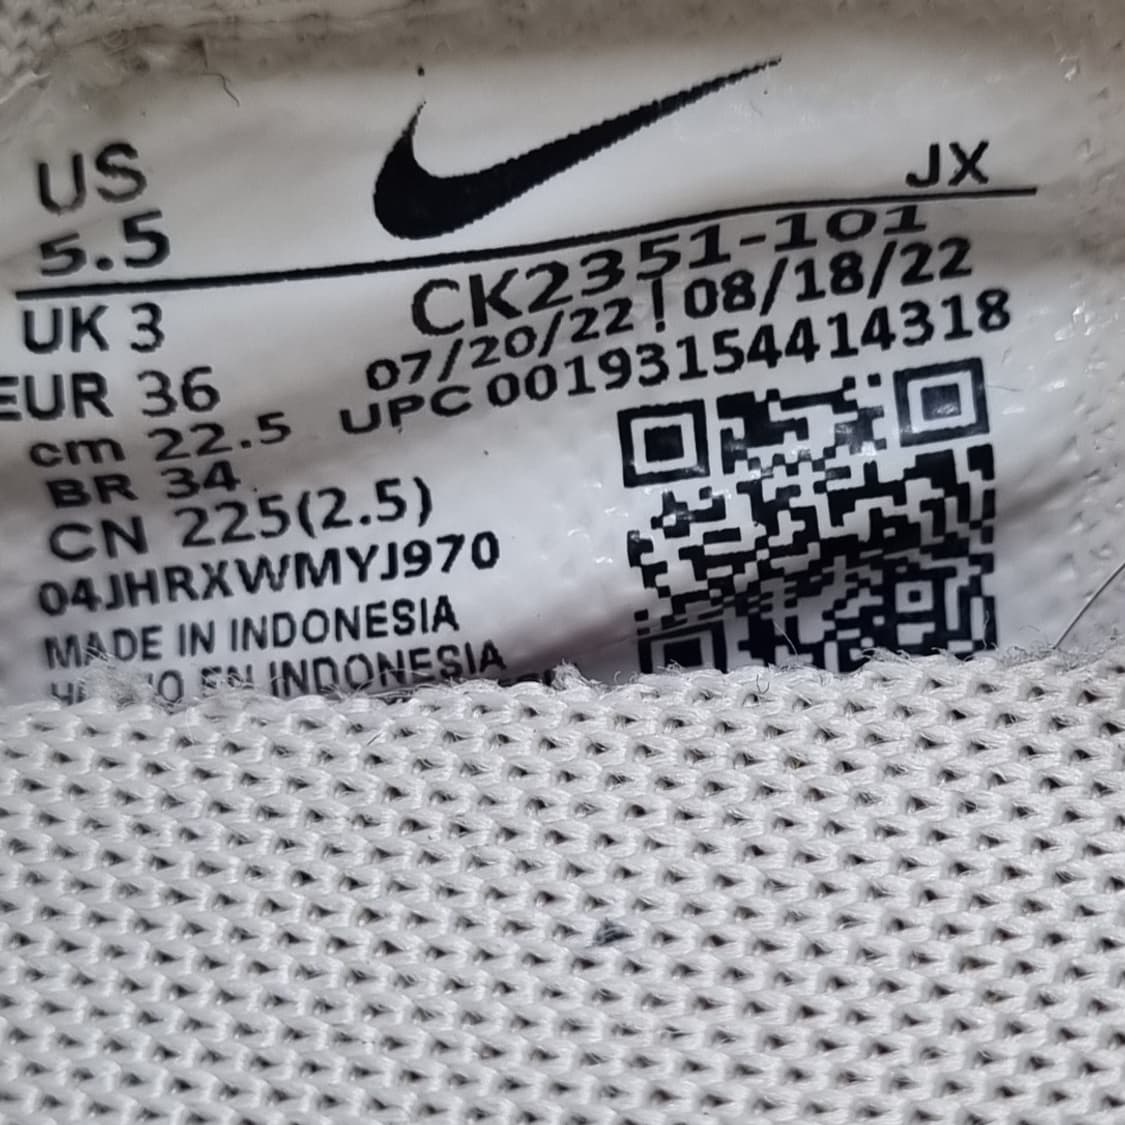 US
5.5
JX
UK 3
CK2351-101
EUR 36
07/20/22 ! 08/18/22
cm 22.5
UPC 00193154414318
BR 34
CN 225(2.5)
04JHRXWMYJ970
MADE IN INDONESIA
EN INDONESIA